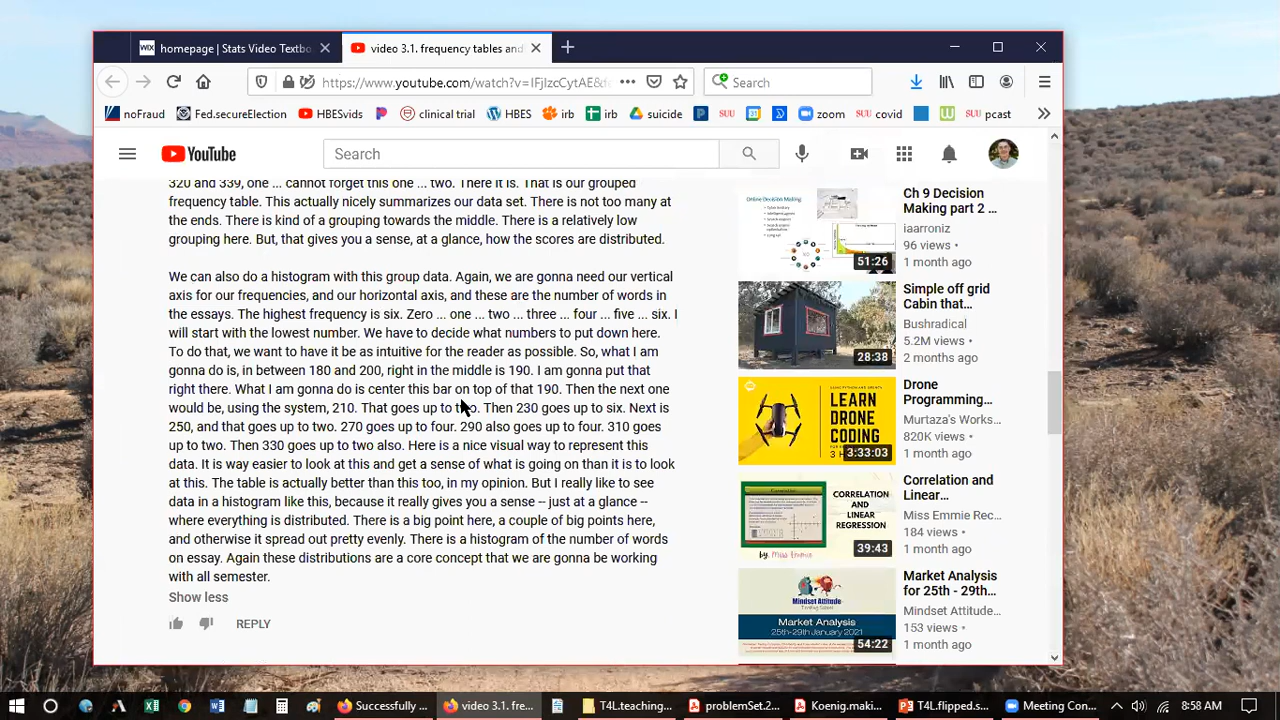 WIX homepage | Stats Video Textbo
video 3.1. frequency tables and
https://www.youtube.com/watch?v=IFjIzcCytAE&
Search
noFraud
Fed.secureElection
HBESvids
clinical trial
HBES
irb
irb
suicide
zoom
SUU covid
SUU pcast
YouTube
Search
320 and 339, one ... cannot forget this one ... two. There it is. That is our grouped
frequency table. This actually nicely summarizes our data set. There is not too many at
the ends. There is kind of a grouping towards the middle. There is a relatively low
grouping here. But, that gives you a sense, at a glance, how the scores are distributed.
We can also do a histogram with this group data. Again, we are gonna need our vertical
axis for our frequencies, and our horizontal axis, and these are the number of words in
the essays. The highest frequency is six. Zero ... one ... two ... three ... four ... five ... six. I
will start with the lowest number. We have to decide what numbers to put down here.
To do that, we want to have it be as intuitive for the reader as possible. So, what I am
gonna do is, in between 180 and 200, right in the middle is 190. I am gonna put that
right there. What I am gonna do is center this bar on top of that 190. Then the next one
would be, using the system, 210. That goes up to two. Then 230 goes up to six. Next is
250, and that goes up to two. 270 goes up to four. 290 also goes up to four. 310 goes
up to two. Then 330 goes up to two also. Here is a nice visual way to represent this
data. It is way easier to look at this and get a sense of what is going on than it is to look
at this. The table is actually better than this too, in my opinion. But I really like to see
data in a histogram like this, because it really gives you a sense -- just at a glance --
where everything is distributed. There is a big point here, a couple of big points here,
and otherwise it spread out pretty evenly. There is a histogram of the number of words
on essay. Again these distributions are a core concept that we are gonna be working
with all semester.
Show less
REPLY
Online Decision Making
51:26
Ch 9 Decision
Making part 2 ...
iaarroniz
96 views •
1 month ago
28:38
Simple off grid
Cabin that...
Bushradical
5.2M views •
2 months ago
LEARN
DRONE
CODING
3:33:03
Drone
Programming...
Murtaza's Work...
820K views •
1 month ago
CORRELATION
AND
LINEAR
REGRESSION
39:43
Correlation and
Linear...
Miss Emmie Rec...
184 views •
1 month ago
Mindset Attitude
Market Analysis
25th-29th January 2021
54:22
Market Analysis
for 25th - 29th...
Mindset Attitude...
153 views •
1 month ago
Successfully ...
video 3.1. fre...
T4L.teaching...
problemSet.2...
Koenig.maki...
T4L.flipped.s...
Meeting Con...
8:58 AM